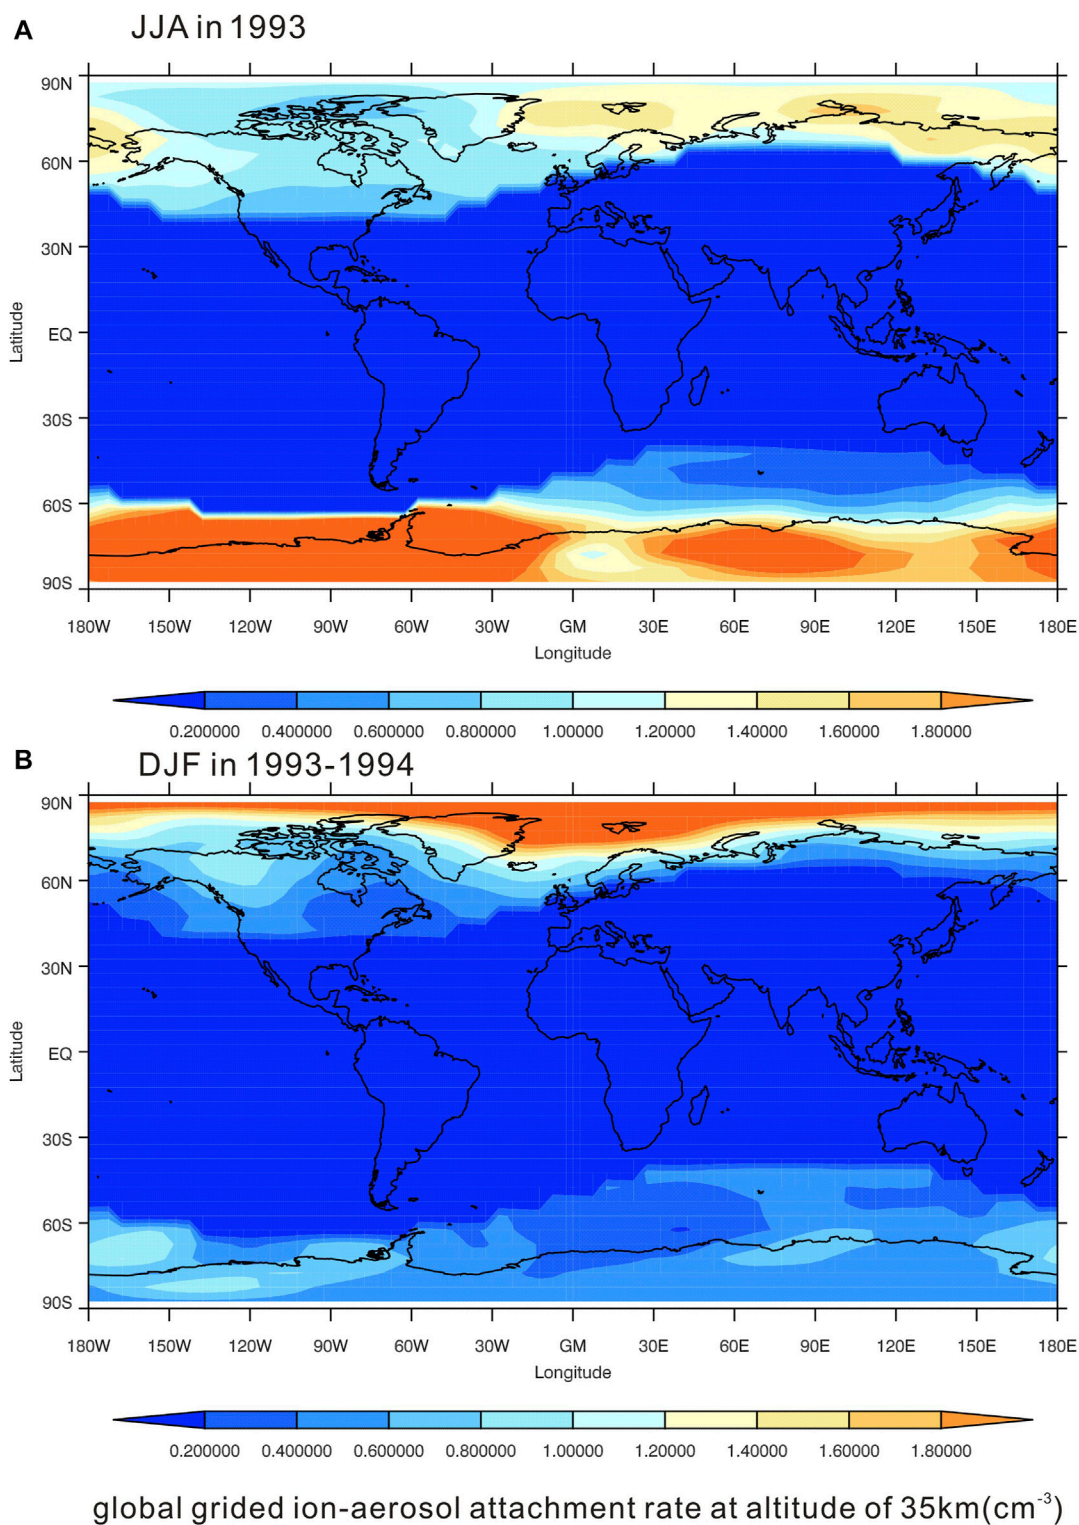 A
JJA in 1993
90N
60N
30N
EQ
30S
60S
90S
Latitude
180W 150W 120W 90W 60W 30W GM 30E 60E 90E 120E 150E 180E
Longitude
0.200000 0.400000 0.600000 0.800000 1.00000 1.20000 1.40000 1.60000 1.80000
B
DJF in 1993-1994
90N
60N
30N
EQ
30S
60S
90S
Latitude
180W 150W 120W 90W 60W 30W GM 30E 60E 90E 120E 150E 180E
Longitude
0.200000 0.400000 0.600000 0.800000 1.00000 1.20000 1.40000 1.60000 1.80000
global grided ion-aerosol attachment rate at altitude of 35km(cm⁻³)